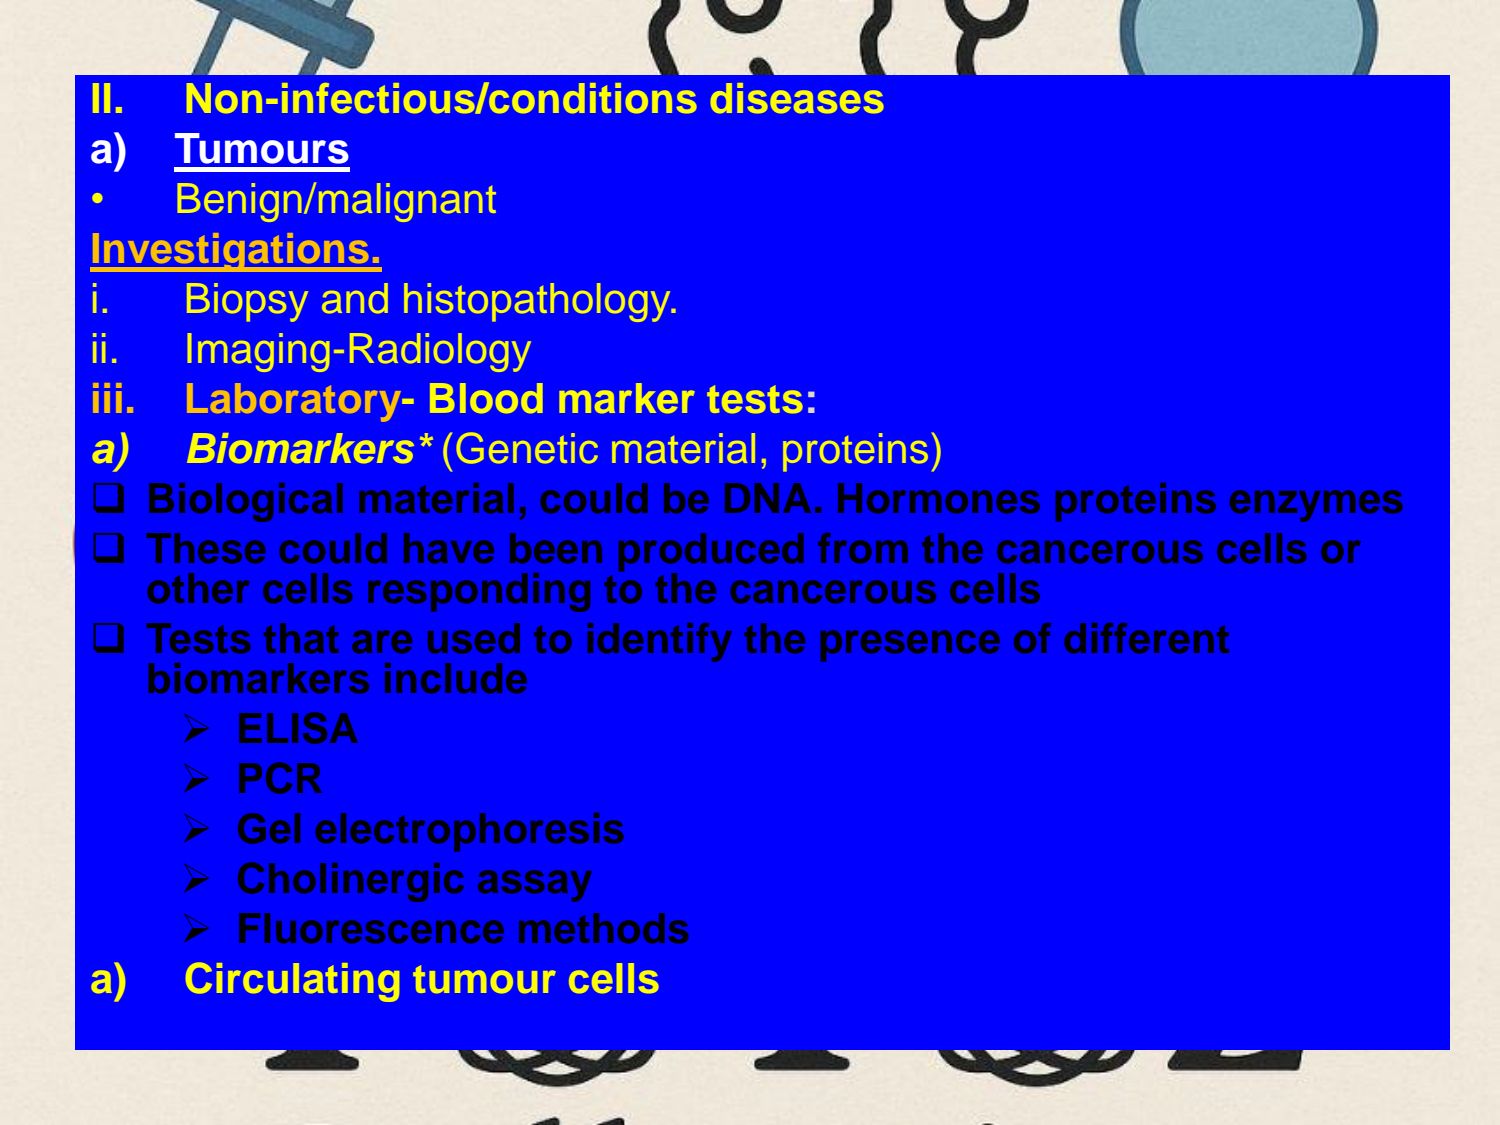 II. Non-infectious/conditions diseases
a) Tumours
• Benign/malignant
Investigations.
i. Biopsy and histopathology.
ii. Imaging-Radiology
iii. Laboratory- Blood marker tests:
a) Biomarkers* (Genetic material, proteins)
❑ Biological material, could be DNA. Hormones proteins enzymes
❑ These could have been produced from the cancerous cells or
other cells responding to the cancerous cells
❑ Tests that are used to identify the presence of different
biomarkers include
➢ ELISA
➢ PCR
➢ Gel electrophoresis
➢ Cholinergic assay
➢ Fluorescence methods
a) Circulating tumour cells